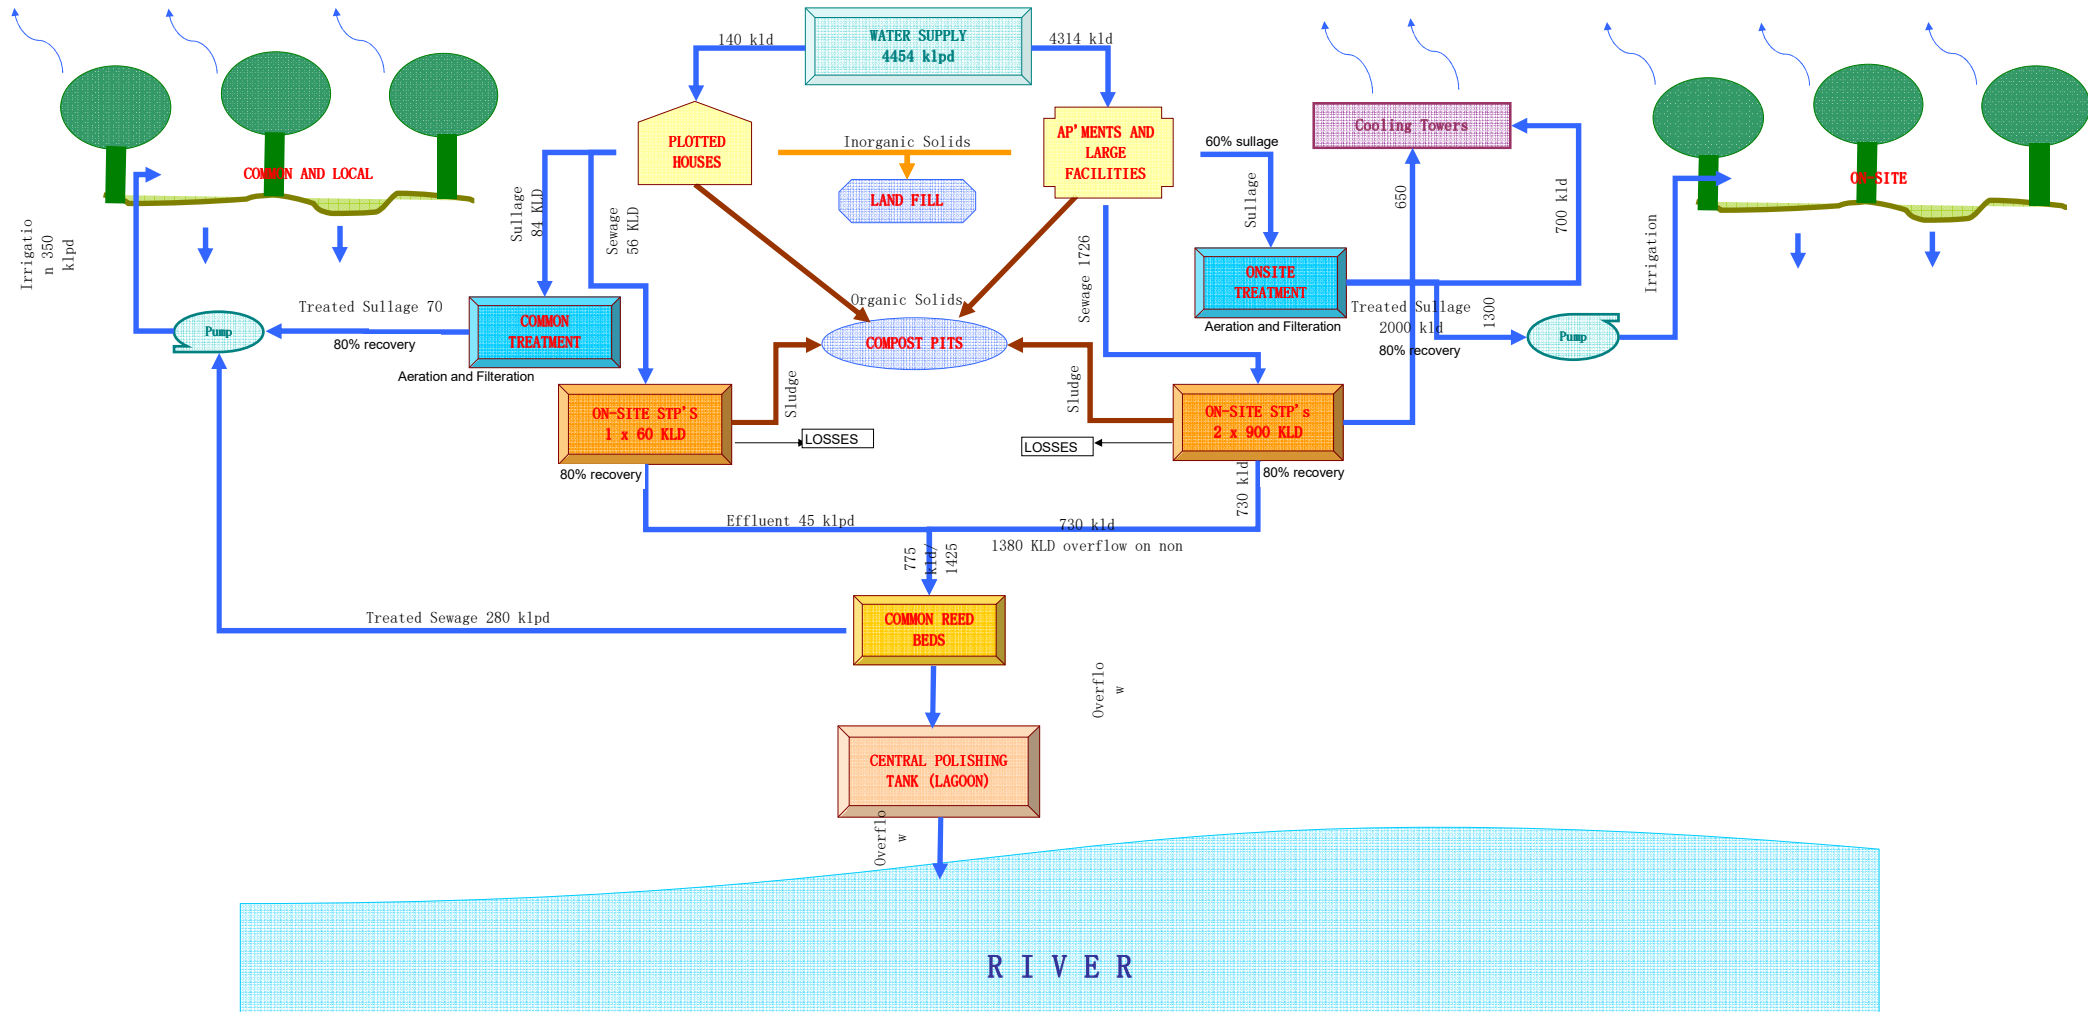 WATER SUPPLY
4454 klpd
140 kld
4314 kld
PLOTTED
HOUSES
Inorganic Solids
LAND FILL
AP'MENTS AND
LARGE
FACILITIES
60% sullage
Cooling Towers
COMMON AND LOCAL
ON-SITE
Irrigatio
n 350
klpd
Sullage
84 KLD
Sewage
56 KLD
Sewage 1726
Sullage
650
700 kld
Irrigation
ONSITE
TREATMENT
Aeration and Filteration
Treated Sullage
2000 kld
80% recovery
1300
Pump
Pump
Treated Sullage 70
80% recovery
COMMON
TREATMENT
Aeration and Filteration
Organic Solids
COMPOST PITS
Sludge
Sludge
ON-SITE STP'S
1 x 60 KLD
80% recovery
LOSSES
LOSSES
ON-SITE STP's
2 x 900 KLD
80% recovery
730 kld
Effluent 45 klpd
730 kld
1380 KLD overflow on non
775
kld/
1425
COMMON REED
BEDS
Treated Sewage 280 klpd
Overflo
w
CENTRAL POLISHING
TANK (LAGOON)
Overflo
w
RIVER